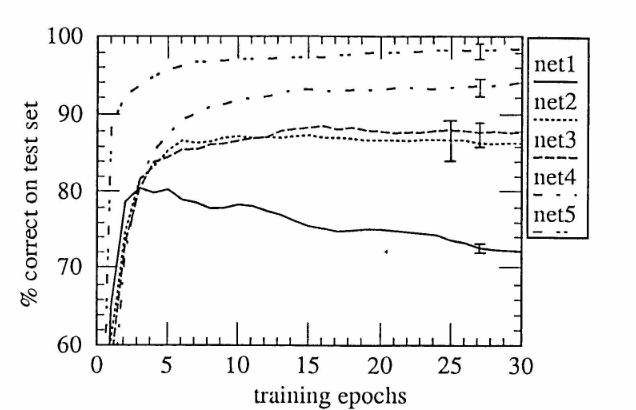 100
90
80
70
60
0 5 10 15 20 25 30
% correct on test set
training epochs
net1
net2
net3
net4
net5